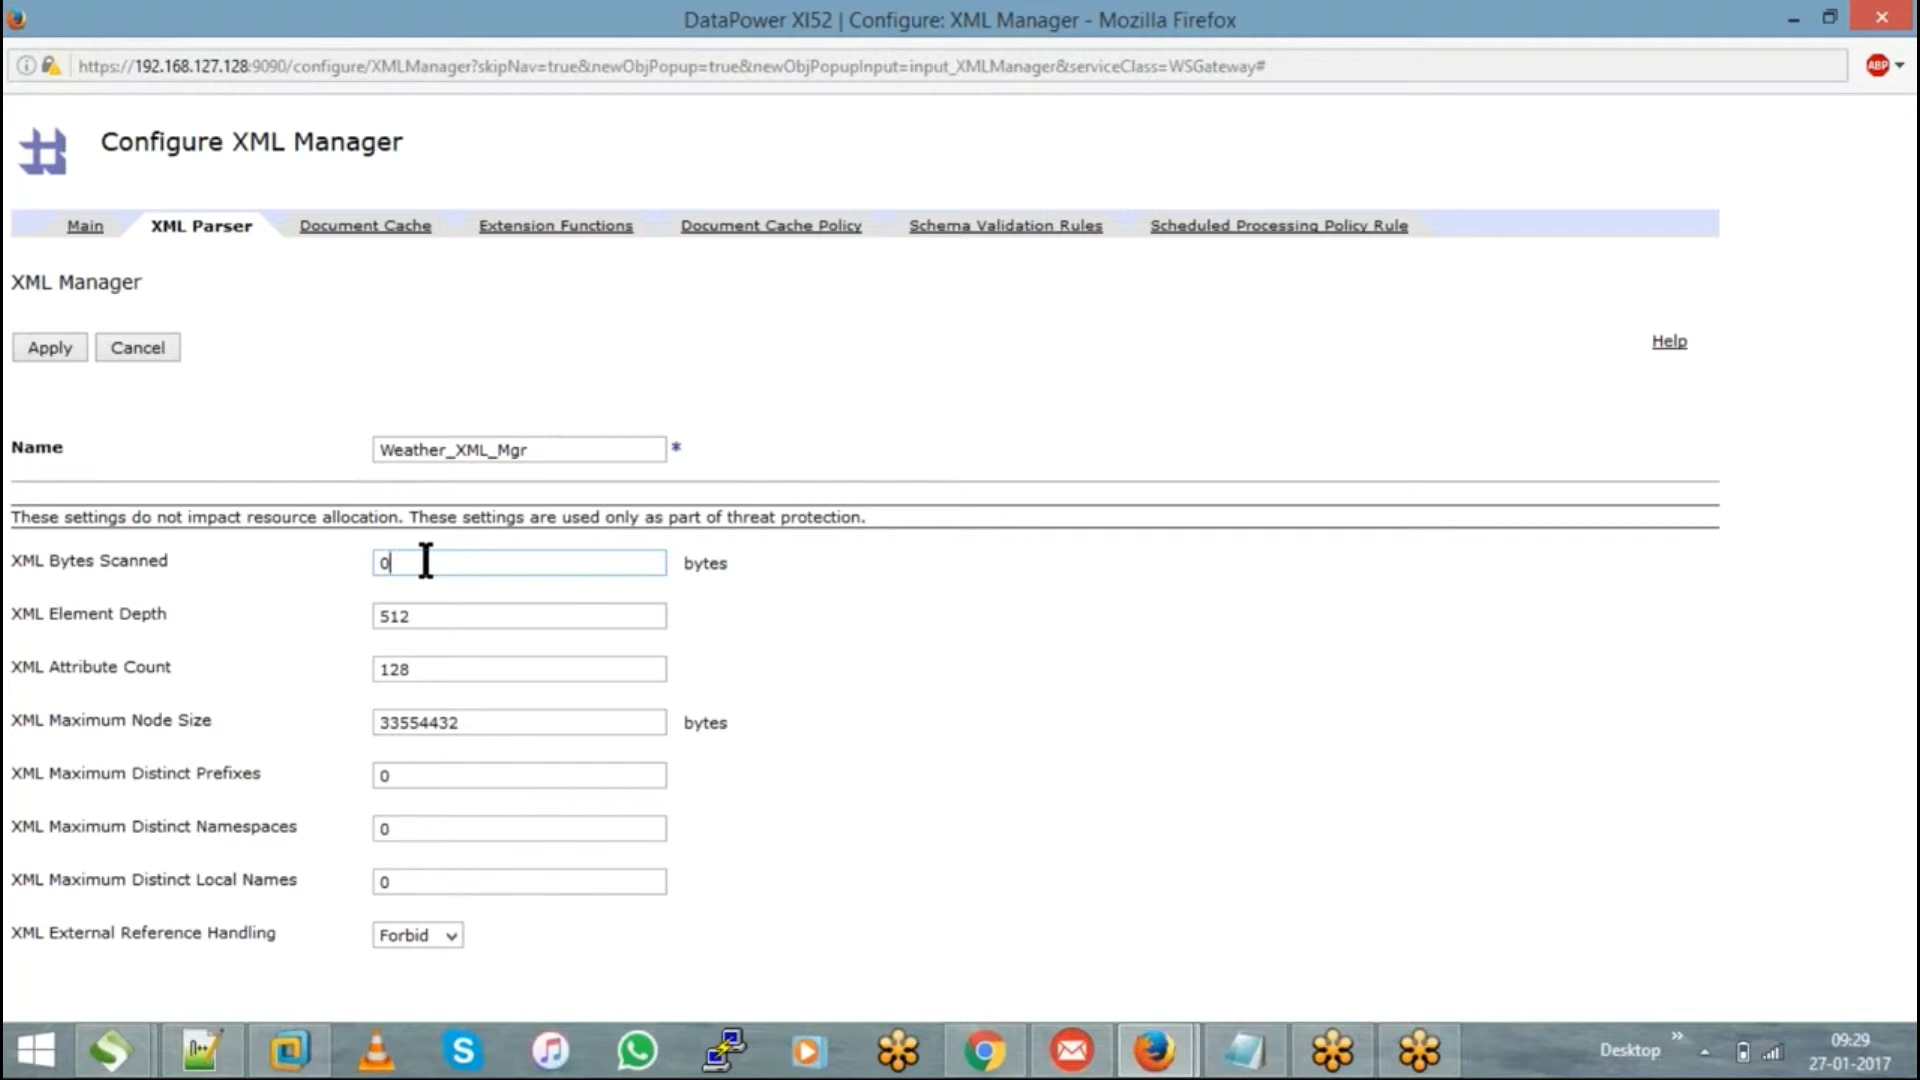 DataPower XI52 | Configure: XML Manager - Mozilla Firefox
https://192.168.127.128:9090/configure/XMLManager?skipNav=true&newObjPopup=true&newObjPopupInput=input_XMLManager&serviceClass=WSGateway#
ABP
Configure XML Manager
Main XML Parser Document Cache Extension Functions Document Cache Policy Schema Validation Rules Scheduled Processing Policy Rule
XML Manager
Apply Cancel Help
Name Weather_XML_Mgr *
These settings do not impact resource allocation. These settings are used only as part of threat protection.
XML Bytes Scanned 0 bytes
XML Element Depth 512
XML Attribute Count 128
XML Maximum Node Size 33554432 bytes
XML Maximum Distinct Prefixes 0
XML Maximum Distinct Namespaces 0
XML Maximum Distinct Local Names 0
XML External Reference Handling Forbid
Desktop 09:29
27-01-2017